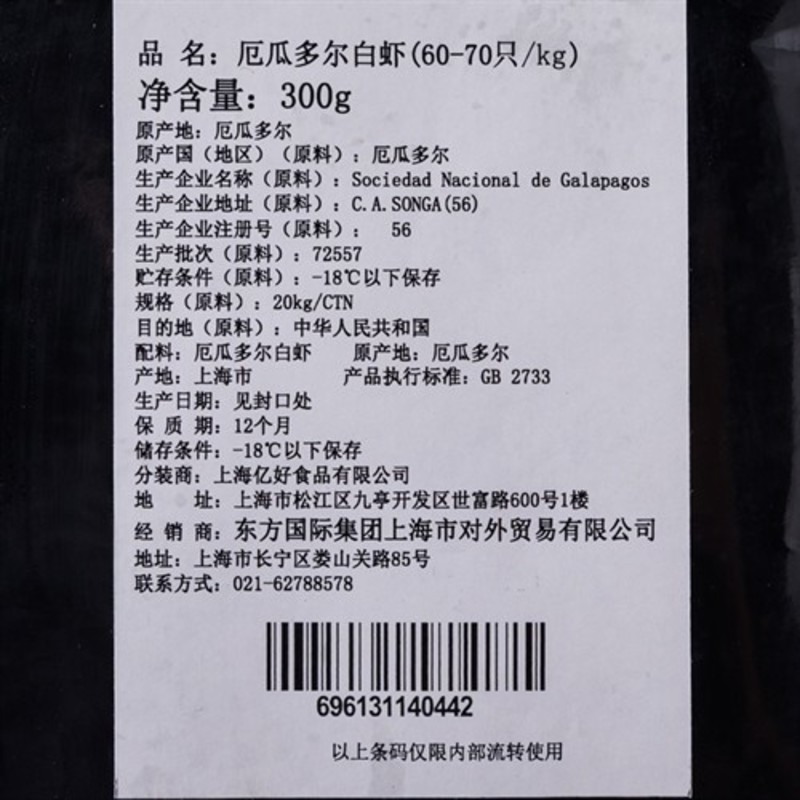 品 名：厄瓜多尔白虾(60-70只/kg)
净含量：300g
原产地：厄瓜多尔
原产国（地区）（原料）：厄瓜多尔
生产企业名称（原料）：Sociedad Nacional de Galapagos
生产企业地址（原料）：C.A.SONGA(56)
生产企业注册号（原料）： 56
生产批次（原料）：72557
贮存条件（原料）：-18℃以下保存
规格（原料）：20kg/CTN
目的地（原料）：中华人民共和国
配料：厄瓜多尔白虾 原产地：厄瓜多尔
产地：上海市 产品执行标准：GB 2733
生产日期：见封口处
保 质 期：12个月
储存条件：-18℃以下保存
分装商：上海亿好食品有限公司
地 址：上海市松江区九亭开发区世富路600号1楼
经 销 商：东方国际集团上海市对外贸易有限公司
地址：上海市长宁区娄山关路85号
联系方式：021-62788578
696131140442
以上条码仅限内部流转使用